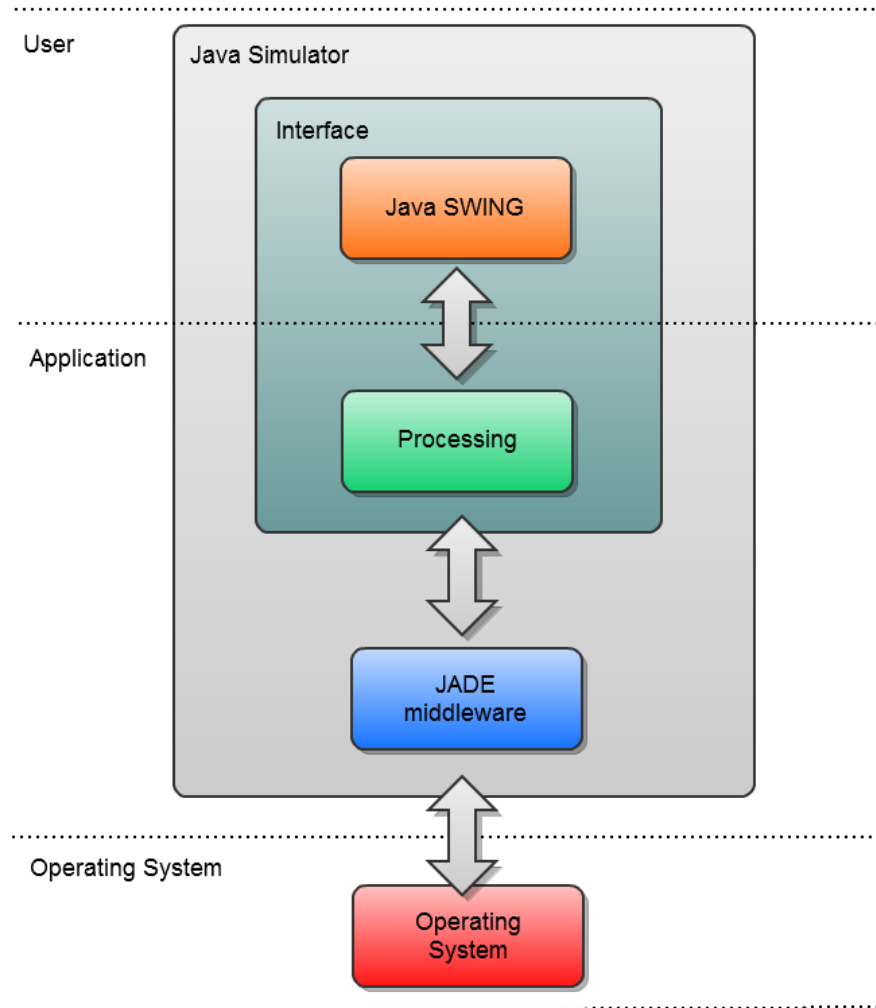 User
Java Simulator
Interface
Java SWING
Application
Processing
JADE
middleware
Operating System
Operating
System